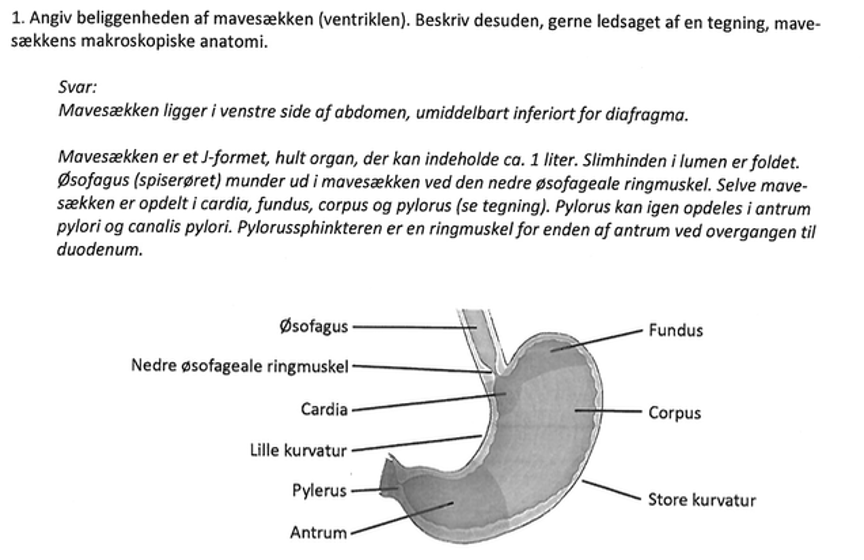 1. Angiv beliggenheden af mavesækken (ventriklen). Beskriv desuden, gerne ledsaget af en tegning, mave-
sækkens makroskopiske anatomi.
Svar:
Mavesækken ligger i venstre side af abdomen, umiddelbart inferiort for diafragma.
Mavesækken er et J-formet, hult organ, der kan indeholde ca. 1 liter. Slimhinden i lumen er foldet.
Øsofagus (spiserøret) munder ud i mavesækken ved den nedre øsofageale ringmuskel. Selve mave-
sækken er opdelt i cardia, fundus, corpus og pylorus (se tegning). Pylorus kan igen opdeles i antrum
pylori og canalis pylori. Pylorussphinkteren er en ringmuskel for enden af antrum ved overgangen til
duodenum.
Øsofagus
Fundus
Nedre øsofageale ringmuskel
Cardia
Corpus
Lille kurvatur
Pylerus
Store kurvatur
Antrum